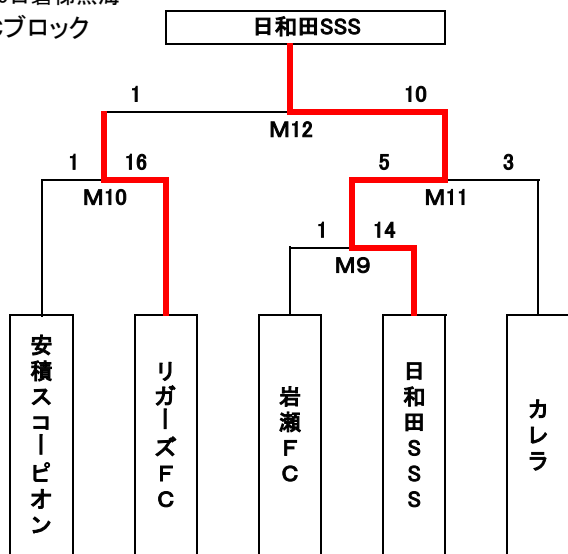 Cブロック
日和田SSS
1 10
M12
1 16 5 3
M10 M11
1 14
M9
安積スコーピオン
リガーズFC
岩瀬FC
日和田SSS
カレラ